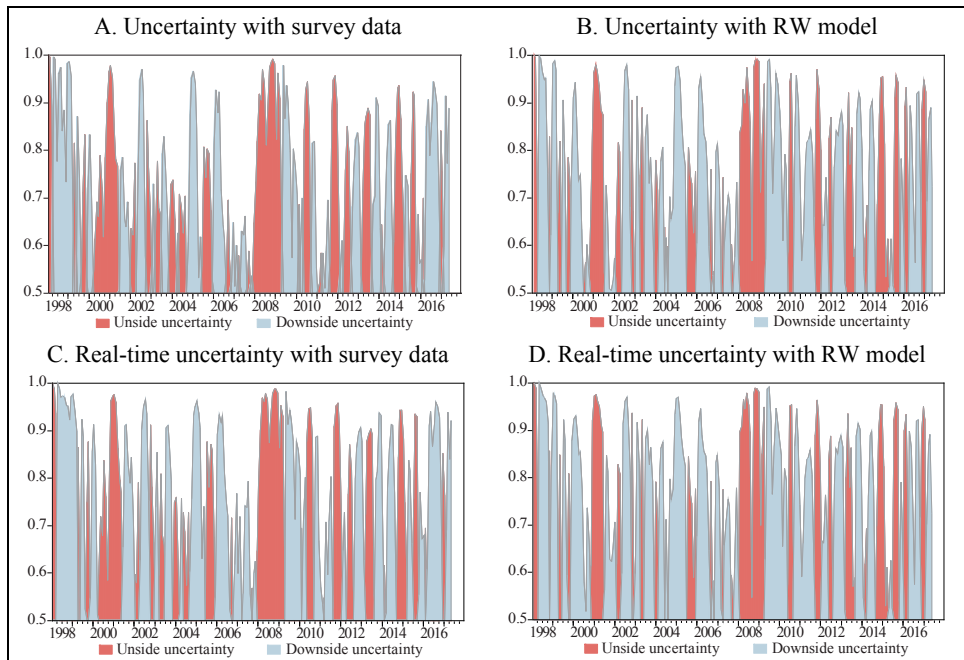 A. Uncertainty with survey data
1.0
0.9
0.8
0.7
0.6
0.5
1998 2000 2002 2004 2006 2008 2010 2012 2014 2016
Unside uncertainty Downside uncertainty
B. Uncertainty with RW model
1.0
0.9
0.8
0.7
0.6
0.5
1998 2000 2002 2004 2006 2008 2010 2012 2014 2016
Unside uncertainty Downside uncertainty
C. Real-time uncertainty with survey data
1.0
0.9
0.8
0.7
0.6
0.5
1998 2000 2002 2004 2006 2008 2010 2012 2014 2016
Unside uncertainty Downside uncertainty
D. Real-time uncertainty with RW model
1.0
0.9
0.8
0.7
0.6
0.5
1998 2000 2002 2004 2006 2008 2010 2012 2014 2016
Unside uncertainty Downside uncertainty